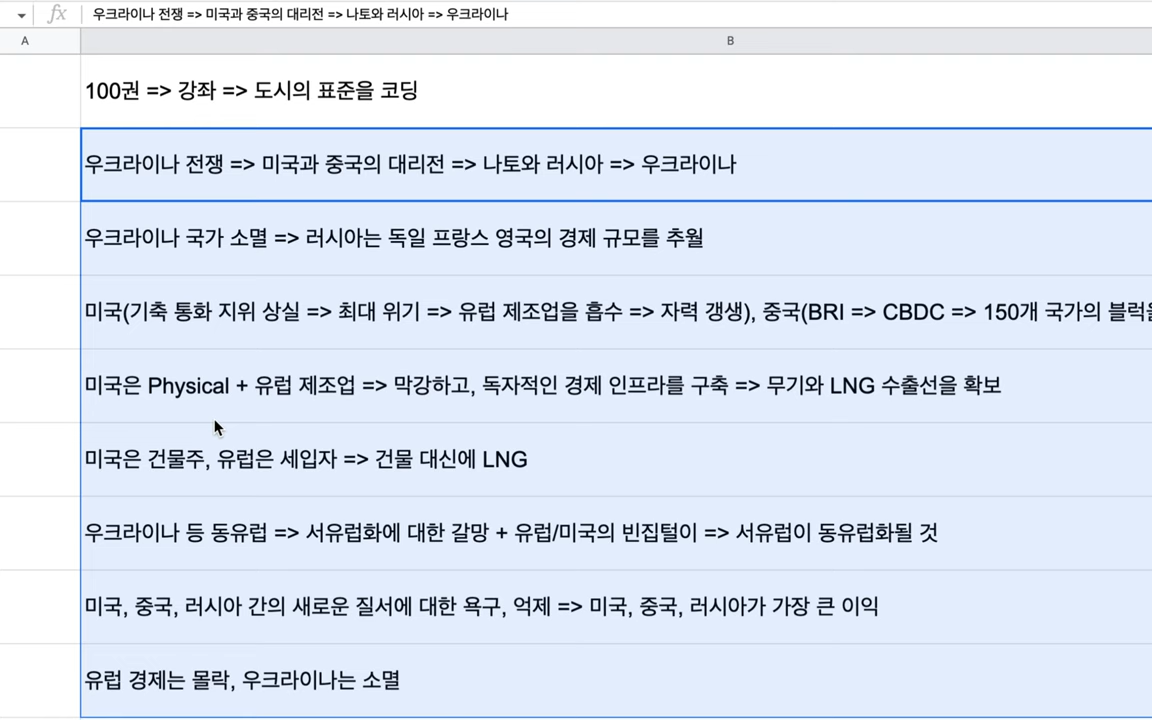 fx 우크라이나 전쟁 => 미국과 중국의 대리전 => 나토와 러시아 => 우크라이나
A B
100권 => 강좌 => 도시의 표준을 코딩
우크라이나 전쟁 => 미국과 중국의 대리전 => 나토와 러시아 => 우크라이나
우크라이나 국가 소멸 => 러시아는 독일 프랑스 영국의 경제 규모를 추월
미국(기축 통화 지위 상실 => 최대 위기 => 유럽 제조업을 흡수 => 자력 갱생), 중국(BRI => CBDC => 150개 국가의 블럭을
미국은 Physical + 유럽 제조업 => 막강하고, 독자적인 경제 인프라를 구축 => 무기와 LNG 수출선을 확보
미국은 건물주, 유럽은 세입자 => 건물 대신에 LNG
우크라이나 등 동유럽 => 서유럽화에 대한 갈망 + 유럽/미국의 빈집털이 => 서유럽이 동유럽화될 것
미국, 중국, 러시아 간의 새로운 질서에 대한 욕구, 억제 => 미국, 중국, 러시아가 가장 큰 이익
유럽 경제는 몰락, 우크라이나는 소멸